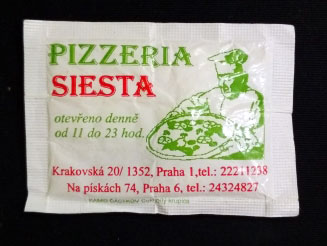 PIZZERIA
SIESTA
otevřeno denně
od 11 do 23 hod.
Krakovská 20/ 1352, Praha 1,tel.: 22211238
Na pískách 74, Praha 6, tel.: 24324827